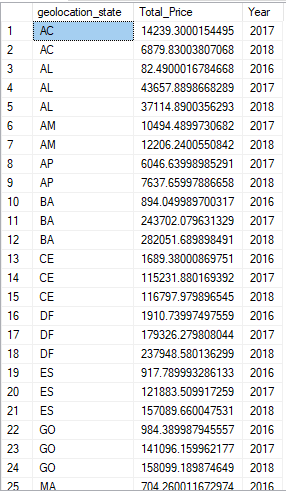 geolocation_state Total_Price Year
1 AC 14239.3000154495 2017
2 AC 6879.83003807068 2018
3 AL 82.4900016784668 2016
4 AL 43657.8898668289 2017
5 AL 37114.8900356293 2018
6 AM 10494.4899730682 2017
7 AM 12206.2400550842 2018
8 AP 6046.63998985291 2017
9 AP 7637.65997886658 2018
10 BA 894.049989700317 2016
11 BA 243702.079631329 2017
12 BA 282051.689898491 2018
13 CE 1689.38000869751 2016
14 CE 115231.880169392 2017
15 CE 116797.979896545 2018
16 DF 1910.73997497559 2016
17 DF 179326.279808044 2017
18 DF 237948.580136299 2018
19 ES 917.789993286133 2016
20 ES 121883.509917259 2017
21 ES 157089.660047531 2018
22 GO 984.389987945557 2016
23 GO 141096.159962177 2017
24 GO 158099.189874649 2018
25 MA 704.260011672974 2016